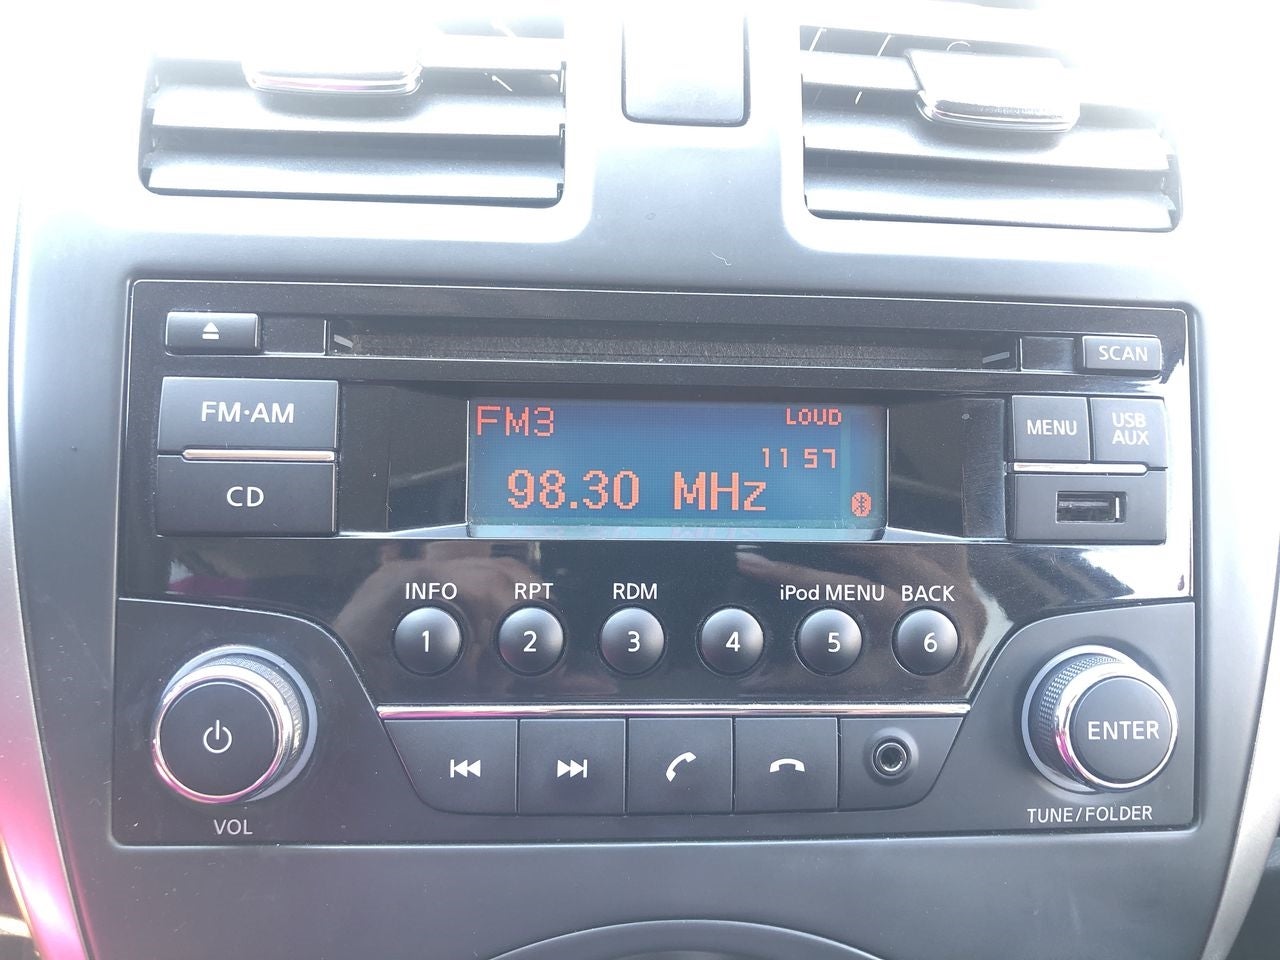 SCAN
FM·AM
CD
FM3
LOUD
11 57
98.30 MHz
MENU
USB
AUX
INFO
RPT
RDM
iPod MENU
BACK
1
2
3
4
5
6
VOL
ENTER
TUNE/FOLDER